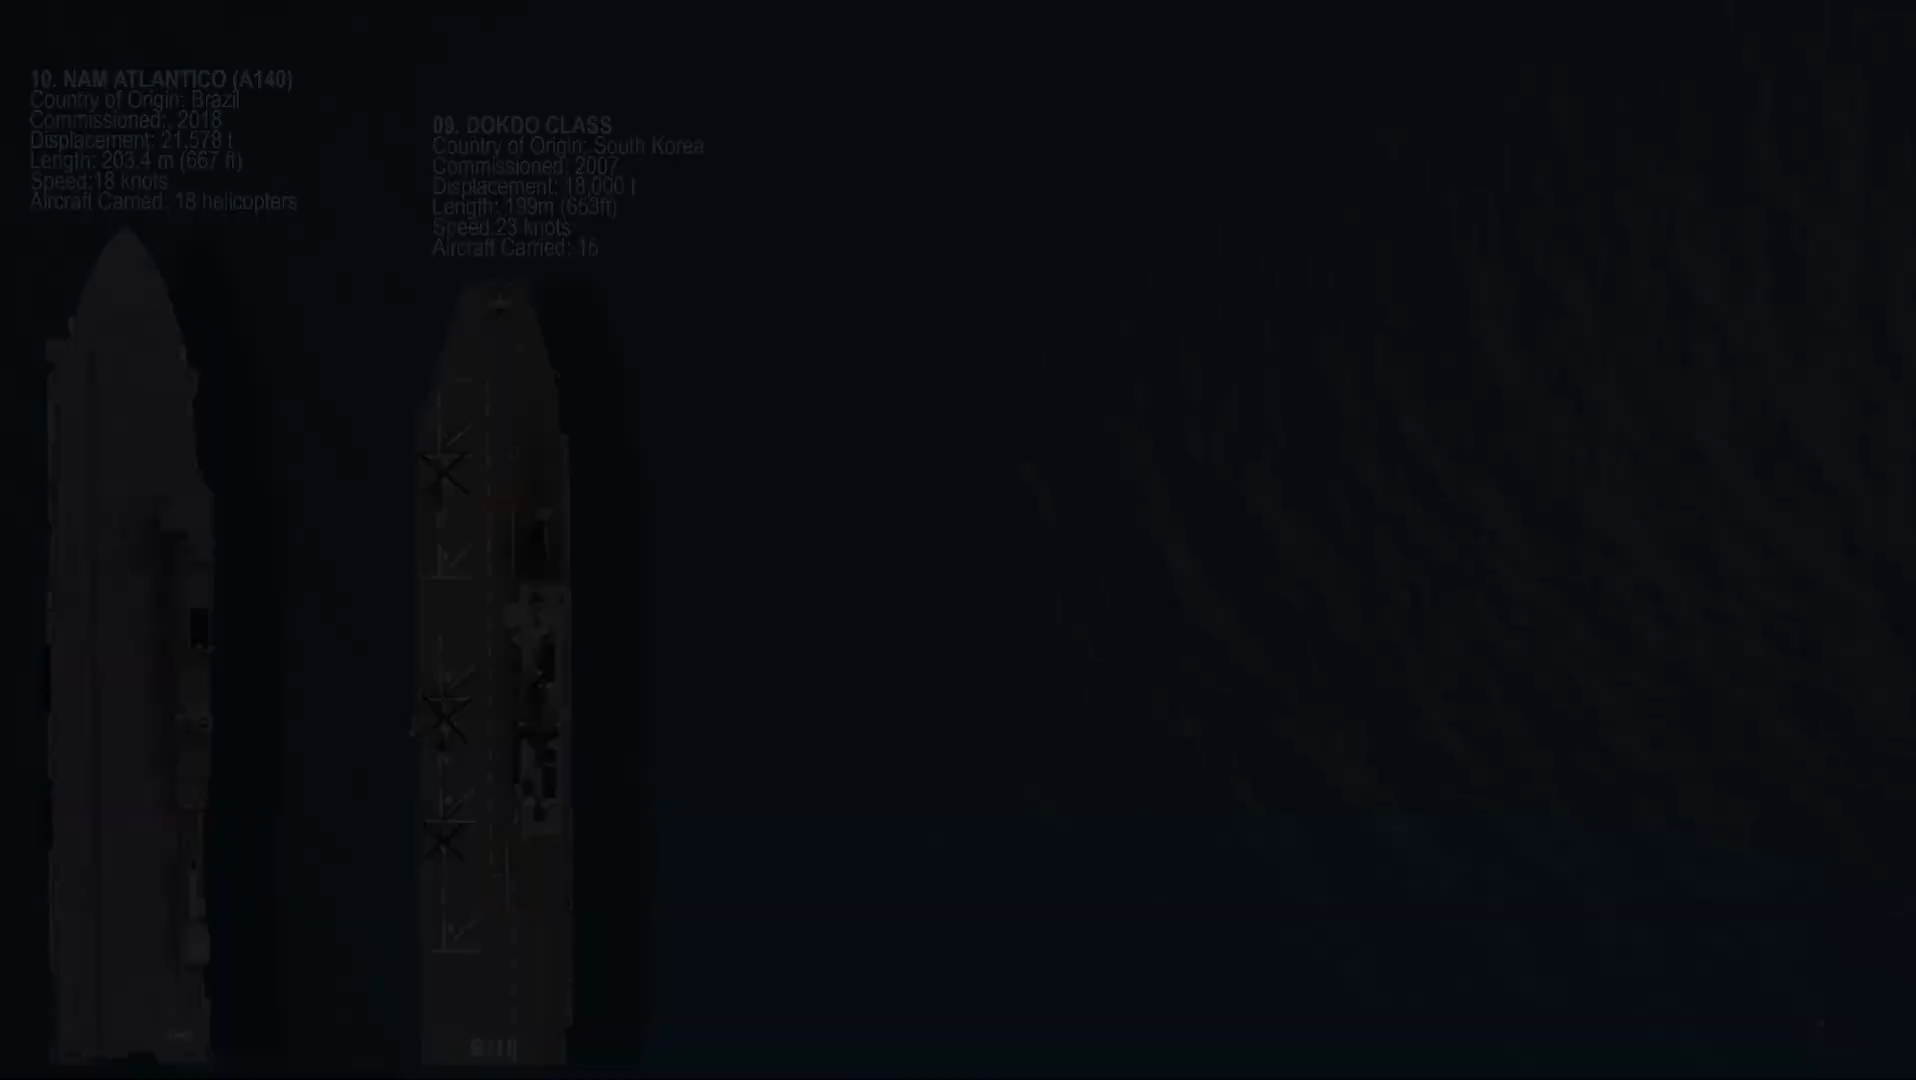 10. NAM ATLANTICO (A140)
Country of Origin: Brazil
Commissioned:, 2018
Displacement: 21,578 t
Length: 203.4 m (667 ft)
Speed:18 knots
Aircraft Carried: 18 helicopters
09. DOKDO CLASS
Country of Origin: South Korea
Commissioned: 2007
Displacement: 18,000 t
Length: 199m (653ft)
Speed:23 knots
Aircraft Carried: 15